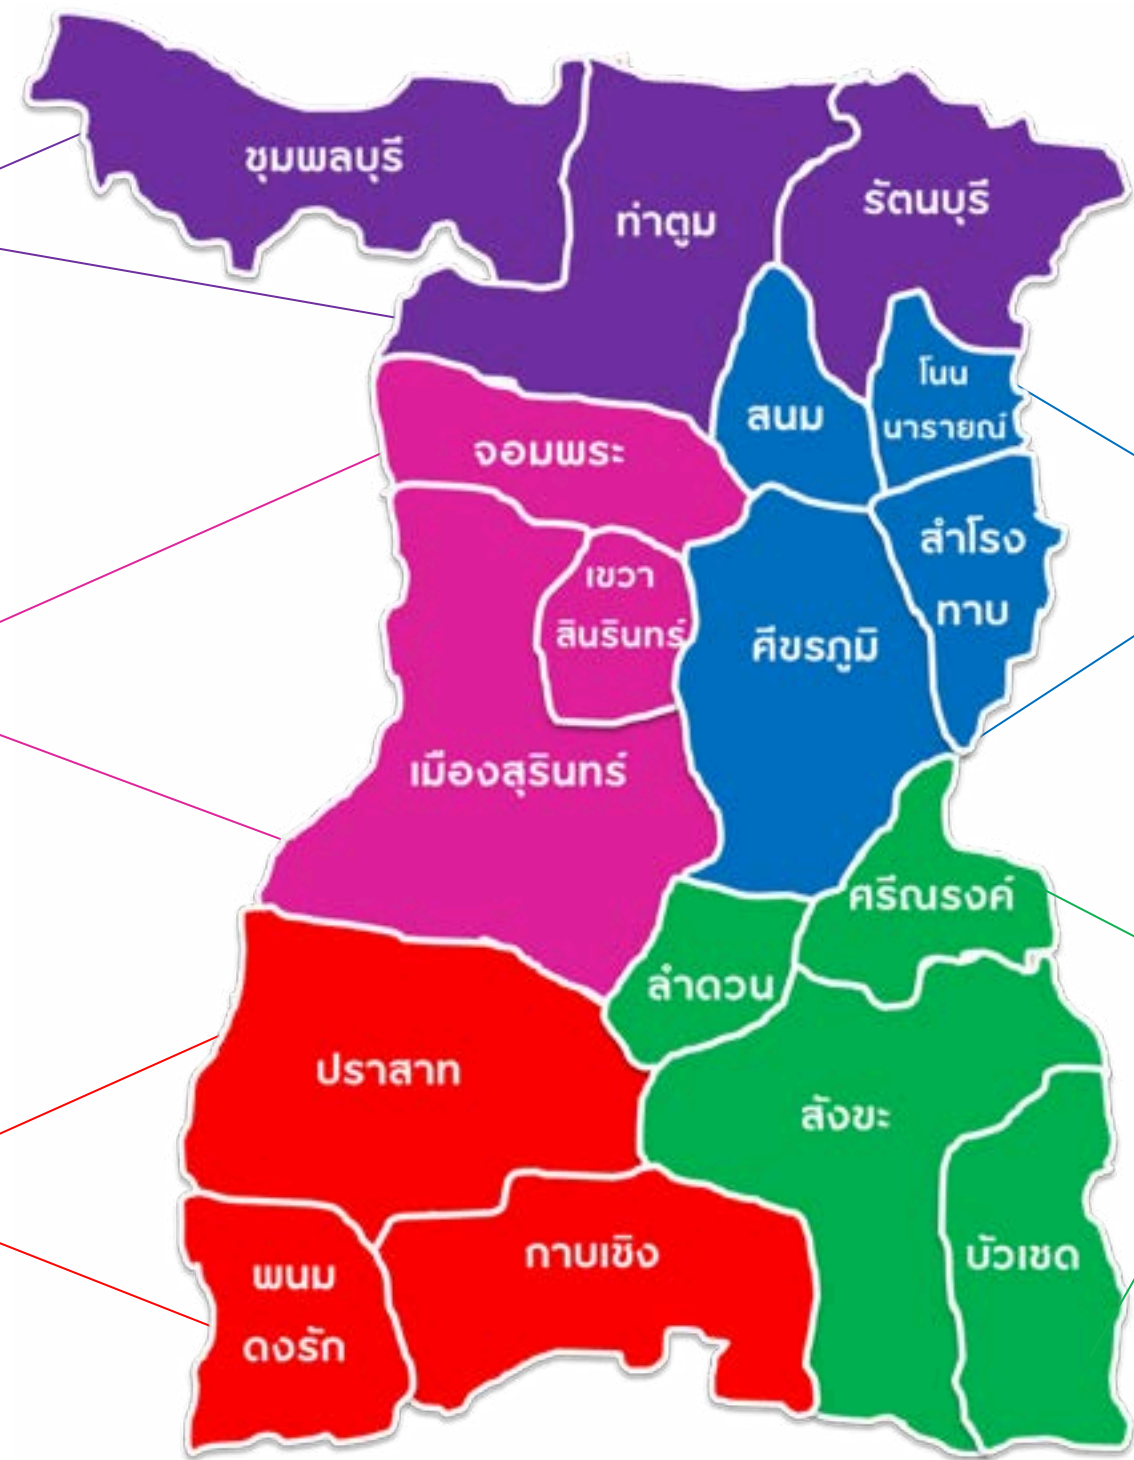 ชุมพลบุรี
ท่าตูม
รัตนบุรี
สนม
โนน
นารายณ์
จอมพระ
สำโรง
ทาบ
เขวา
สินรินทร์
ศีขรภูมิ
เมืองสุรินทร์
ศรีณรงค์
ลำดวน
ปราสาท
สังขะ
กาบเชิง
บัวเชด
พนม
ดงรัก